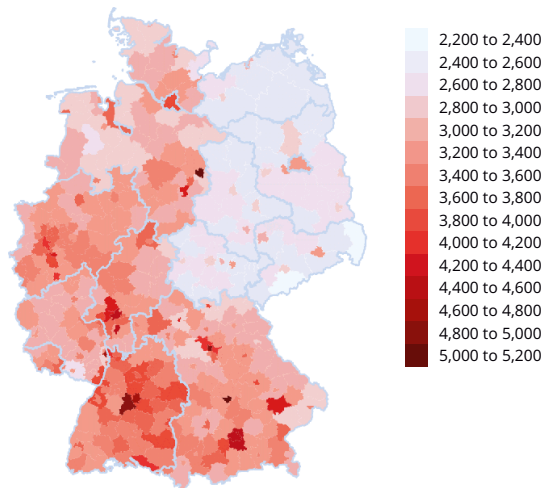 2,200 to 2,400
2,400 to 2,600
2,600 to 2,800
2,800 to 3,000
3,000 to 3,200
3,200 to 3,400
3,400 to 3,600
3,600 to 3,800
3,800 to 4,000
4,000 to 4,200
4,200 to 4,400
4,400 to 4,600
4,600 to 4,800
4,800 to 5,000
5,000 to 5,200